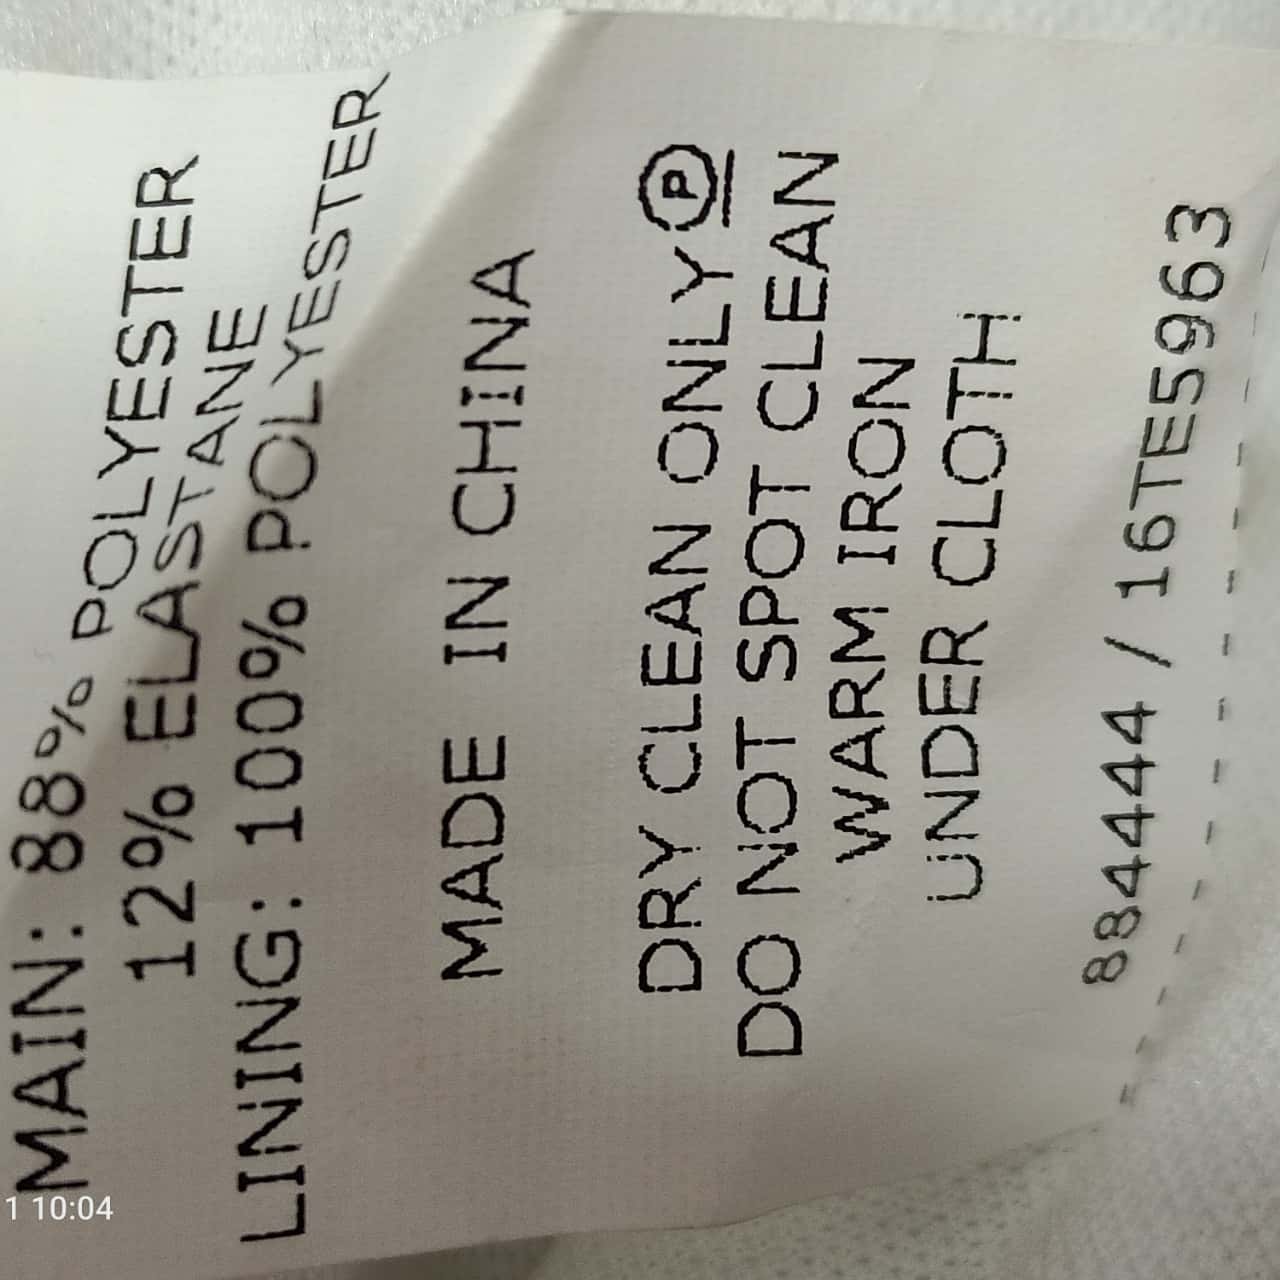 MAIN: 88% POLYESTER
12% ELASTANE
LINING: 100% POLYESTER
MADE IN CHINA
DRY CLEAN ONLY Ⓟ
DO NOT SPOT CLEAN
WARM IRON
UNDER CLOTH
884444 / 16TE5963
1 10:04